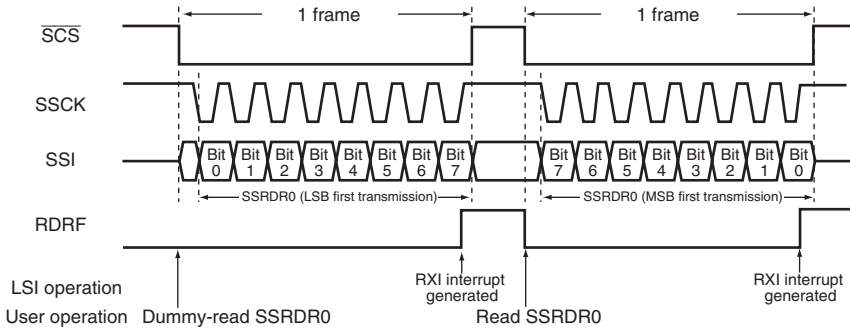 1 frame 1 frame
SCS
SSCK
SSI Bit 0 Bit 1 Bit 2 Bit 3 Bit 4 Bit 5 Bit 6 Bit 7 Bit 7 Bit 6 Bit 5 Bit 4 Bit 3 Bit 2 Bit 1 Bit 0
SSRDR0 (LSB first transmission) SSRDR0 (MSB first transmission)
RDRF
LSI operation RXI interrupt generated RXI interrupt generated
User operation Dummy-read SSRDR0 Read SSRDR0